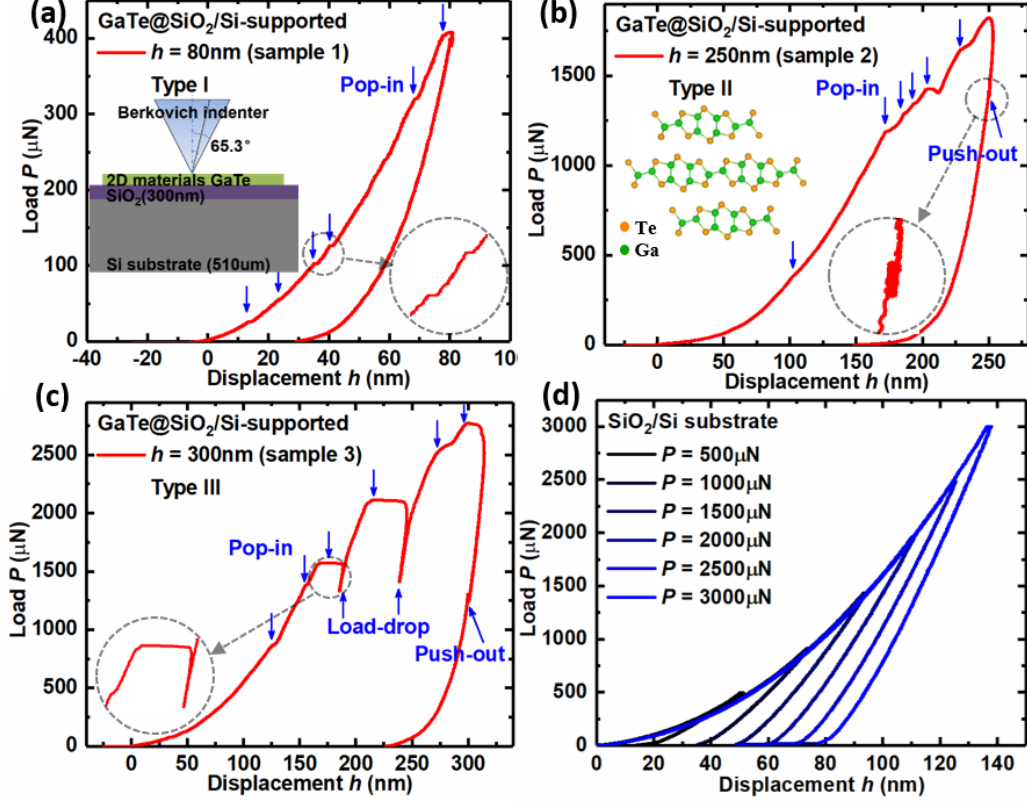 (a)
GaTe@SiO₂/Si-supported
h = 80nm (sample 1)
Type I
Pop-in
Berkovich indenter
65.3°
2D materials GaTe
SiO₂(300nm)
Si substrate (510um)
400
300
200
100
0
Load P (μN)
-40 -20 0 20 40 60 80 10
Displacement h (nm)
(b)
GaTe@SiO₂/Si-supported
h = 250nm (sample 2)
Type II
Pop-in
Push-out
Te
Ga
1500
1000
500
0
Load P (μN)
0 50 100 150 200 250
Displacement h (nm)
(c)
GaTe@SiO₂/Si-supported
h = 300nm (sample 3)
Type III
Pop-in
Load-drop
Push-out
2500
2000
1500
1000
500
0
Load P (μN)
-50 0 50 100 150 200 250 300
Displacement h (nm)
(d)
SiO₂/Si substrate
P = 500μN
P = 1000μN
P = 1500μN
P = 2000μN
P = 2500μN
P = 3000μN
3000
2500
2000
1500
1000
500
0
Load P (μN)
0 20 40 60 80 100 120 140
Displacement h (nm)